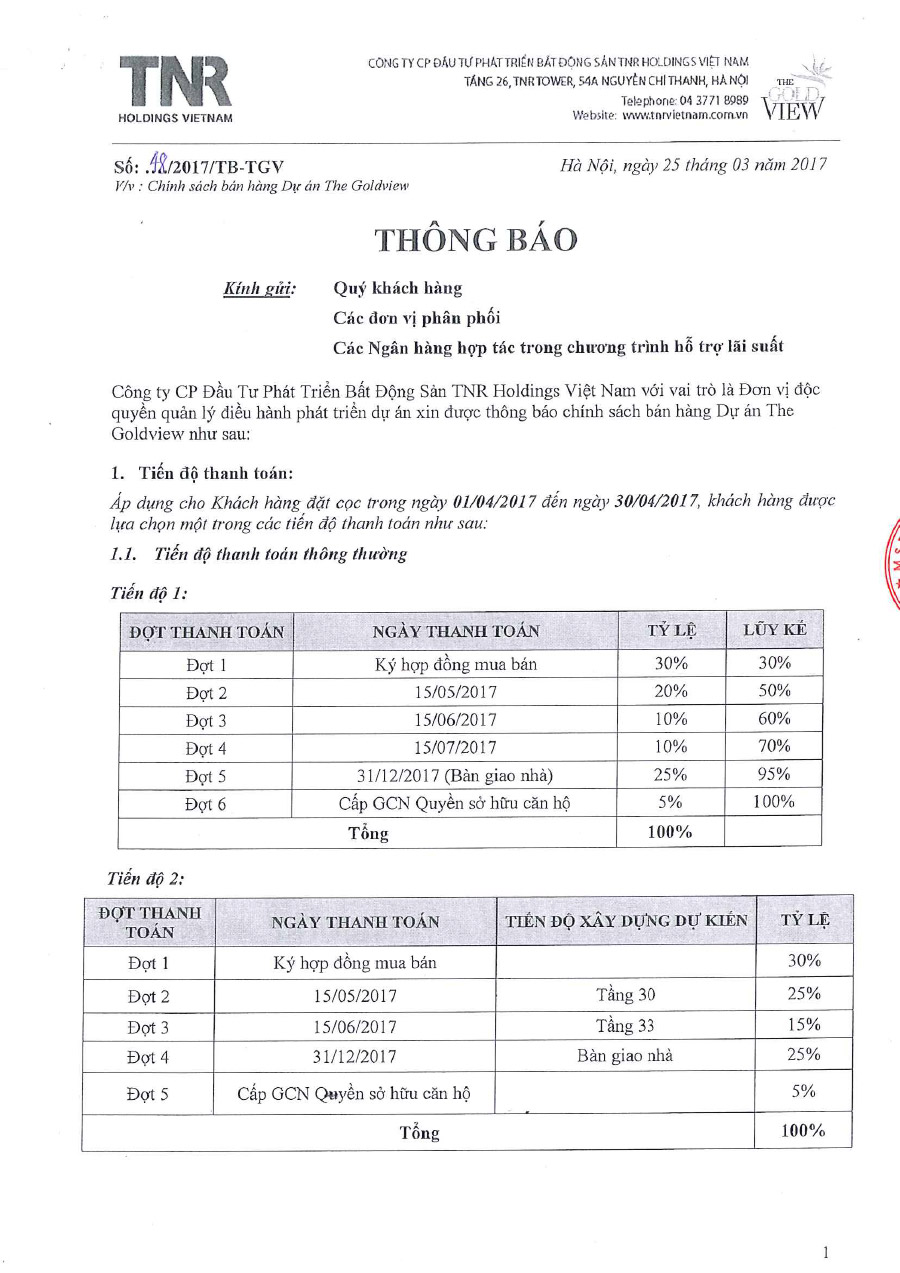 TNR
HOLDINGS VIETNAM
CÔNG TY CP ĐẦU TƯ PHÁT TRIỂN BẤT ĐỘNG SẢN TNR HOLDINGS VIỆT NAM
TẦNG 26, TNR TOWER, 54A NGUYỄN CHÍ THANH, HÀ NỘI
Telephone: 04 3771 8989
Website: www.tnrvietnam.com.vn
THE
GOLD
VIEW
Số: .98/2017/TB-TGV
Hà Nội, ngày 25 tháng 03 năm 2017
V/v : Chính sách bán hàng Dự án The Goldview
THÔNG BÁO
Kính gửi: Quý khách hàng
Các đơn vị phân phối
Các Ngân hàng hợp tác trong chương trình hỗ trợ lãi suất
Công ty CP Đầu Tư Phát Triển Bất Động Sản TNR Holdings Việt Nam với vai trò là Đơn vị độc
quyền quản lý điều hành phát triển dự án xin được thông báo chính sách bán hàng Dự án The
Goldview như sau:
1. Tiến độ thanh toán:
Áp dụng cho Khách hàng đặt cọc trong ngày 01/04/2017 đến ngày 30/04/2017, khách hàng được
lựa chọn một trong các tiến độ thanh toán như sau:
1.1. Tiến độ thanh toán thông thường
Tiến độ 1:
ĐỢT THANH TOÁN NGÀY THANH TOÁN TỶ LỆ LŨY KẾ
Đợt 1 Ký hợp đồng mua bán 30% 30%
Đợt 2 15/05/2017 20% 50%
Đợt 3 15/06/2017 10% 60%
Đợt 4 15/07/2017 10% 70%
Đợt 5 31/12/2017 (Bàn giao nhà) 25% 95%
Đợt 6 Cấp GCN Quyền sở hữu căn hộ 5% 100%
Tổng 100%
Tiến độ 2:
ĐỢT THANH
TOÁN NGÀY THANH TOÁN TIẾN ĐỘ XÂY DỰNG DỰ KIẾN TỶ LỆ
Đợt 1 Ký hợp đồng mua bán 30%
Đợt 2 15/05/2017 Tầng 30 25%
Đợt 3 15/06/2017 Tầng 33 15%
Đợt 4 31/12/2017 Bàn giao nhà 25%
Đợt 5 Cấp GCN Quyền sở hữu căn hộ 5%
Tổng 100%
1